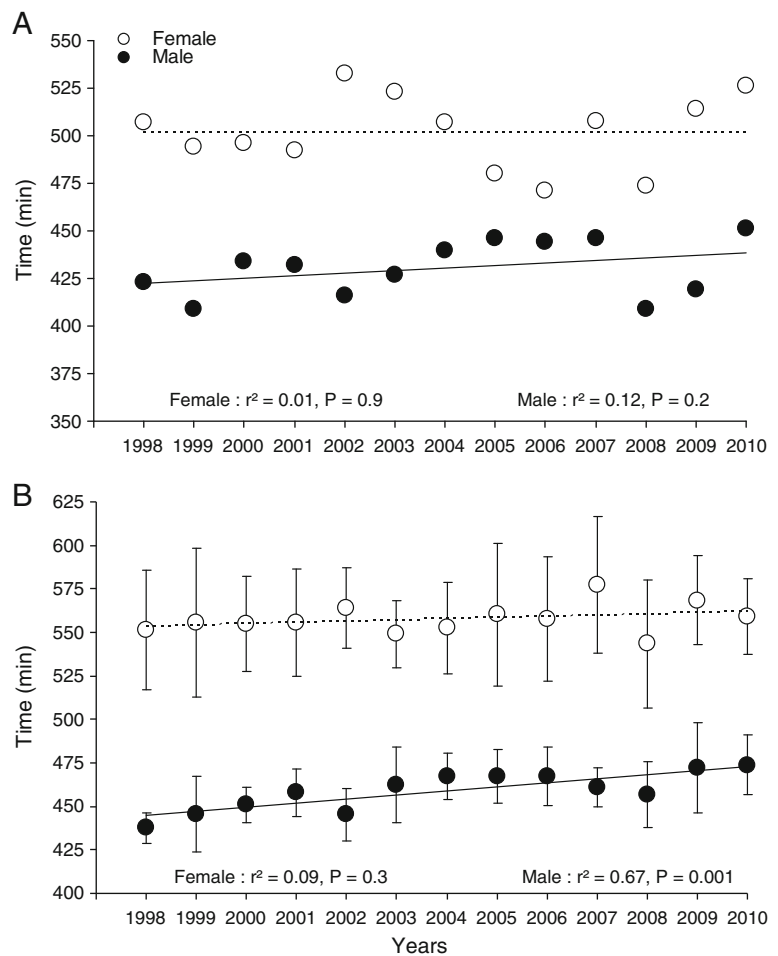 A
Female
Male
550
525
500
475
450
425
400
375
350
Time (min)
Female : r² = 0.01, P = 0.9 Male : r² = 0.12, P = 0.2
1998 1999 2000 2001 2002 2003 2004 2005 2006 2007 2008 2009 2010
B
625
600
575
550
525
500
475
450
425
400
Time (min)
Female : r² = 0.09, P = 0.3 Male : r² = 0.67, P = 0.001
1998 1999 2000 2001 2002 2003 2004 2005 2006 2007 2008 2009 2010
Years